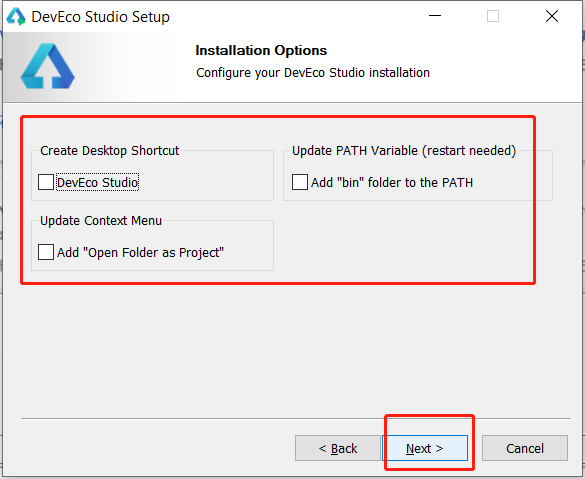 DevEco Studio Setup
Installation Options
Configure your DevEco Studio installation
Create Desktop Shortcut
Update PATH Variable (restart needed)
DevEco Studio
Add "bin" folder to the PATH
Update Context Menu
Add "Open Folder as Project"
< Back
Next >
Cancel